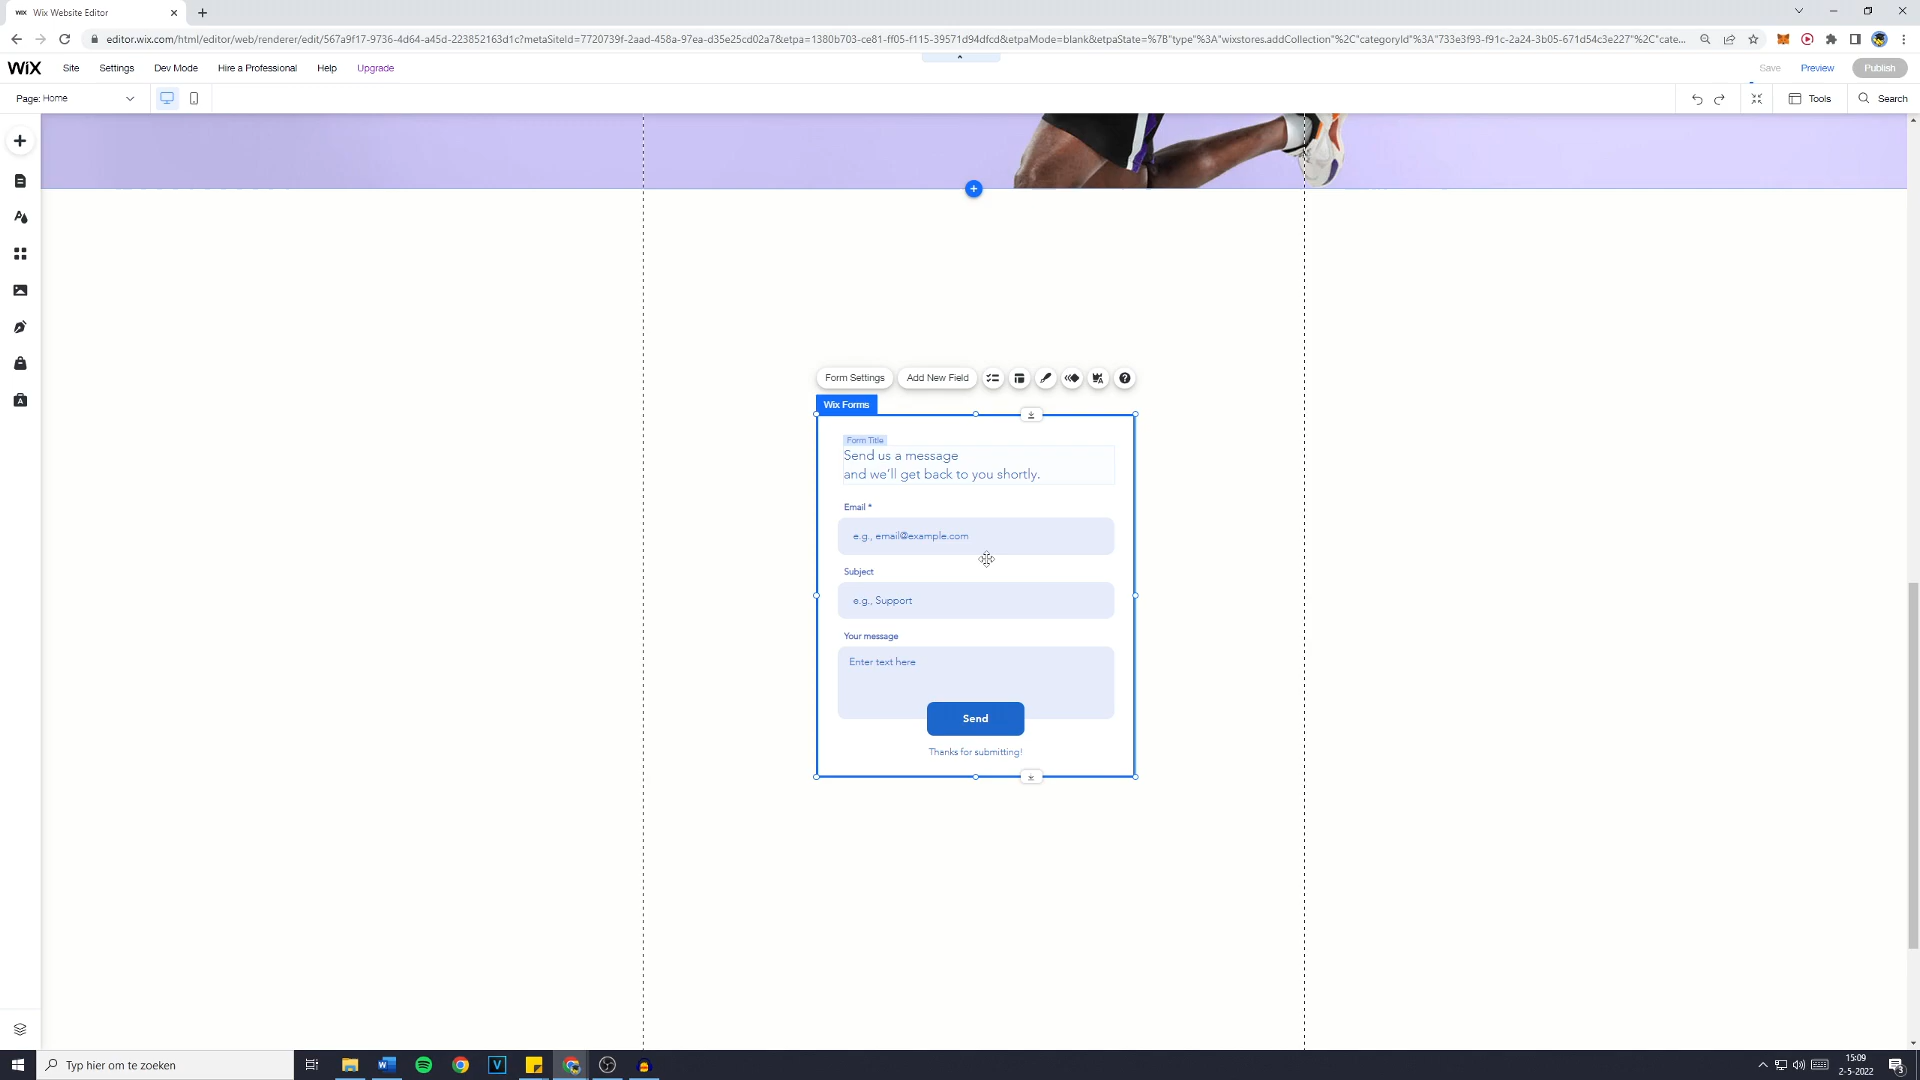 WiX Wix Website Editor
editor.wix.com/html/editor/web/renderer/edit/567a9f17-9736-4d64-a45d-223852163d1c?metaSiteId=7720739f-2aad-458a-97ea-d35e25cd02a7&etpa=1380b703-ce81-ff05-f115-39571d94dfcd&etpaMode=blank&etpaState=%7B"type"%3A"wixstores.addCollection"%2C"categoryId"%3A"733e3f93-f91c-2a24-3b05-671d54c3e227"%2C"cate...
WiX Site Settings Dev Mode Hire a Professional Help Upgrade Save Preview Publish
Page: Home Tools Search
Form Settings Add New Field
Wix Forms
Form Title
Send us a message
and we'll get back to you shortly.
Email *
e.g., email@example.com
Subject
e.g., Support
Your message
Enter text here
Send
Thanks for submitting!
Typ hier om te zoeken
15:09
2-5-2022
3